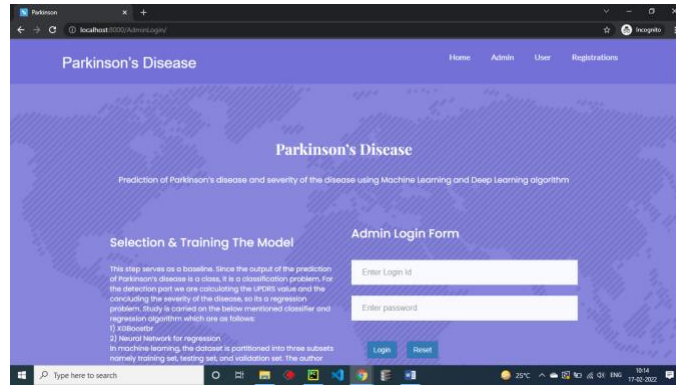 Parkinson
localhost:8000/AdminLogin/
Incognito
Parkinson's Disease
Home Admin User Registrations
Parkinson's Disease
Prediction of Parkinson's disease and severity of the disease using Machine Learning and Deep Learning algorithm
Selection & Training The Model
This step serves as a baseline. Since the output of the prediction
of Parkinson's disease is a class, it is a classification problem. For
the detection part we are calculating the UPDRS value and the
concluding the severity of the disease, so its a regression
problem. Study is carried on the below mentioned classifier and
regression algorithm which are as follows:
1) XGBoostbr
2) Neural Network for regression
In machine learning, the dataset is partitioned into three subsets
namely training set, testing set, and validation set. The author
Admin Login Form
Enter Login Id
Enter password
Login Reset
Type here to search
25°C ENG
10:14
17-02-2022